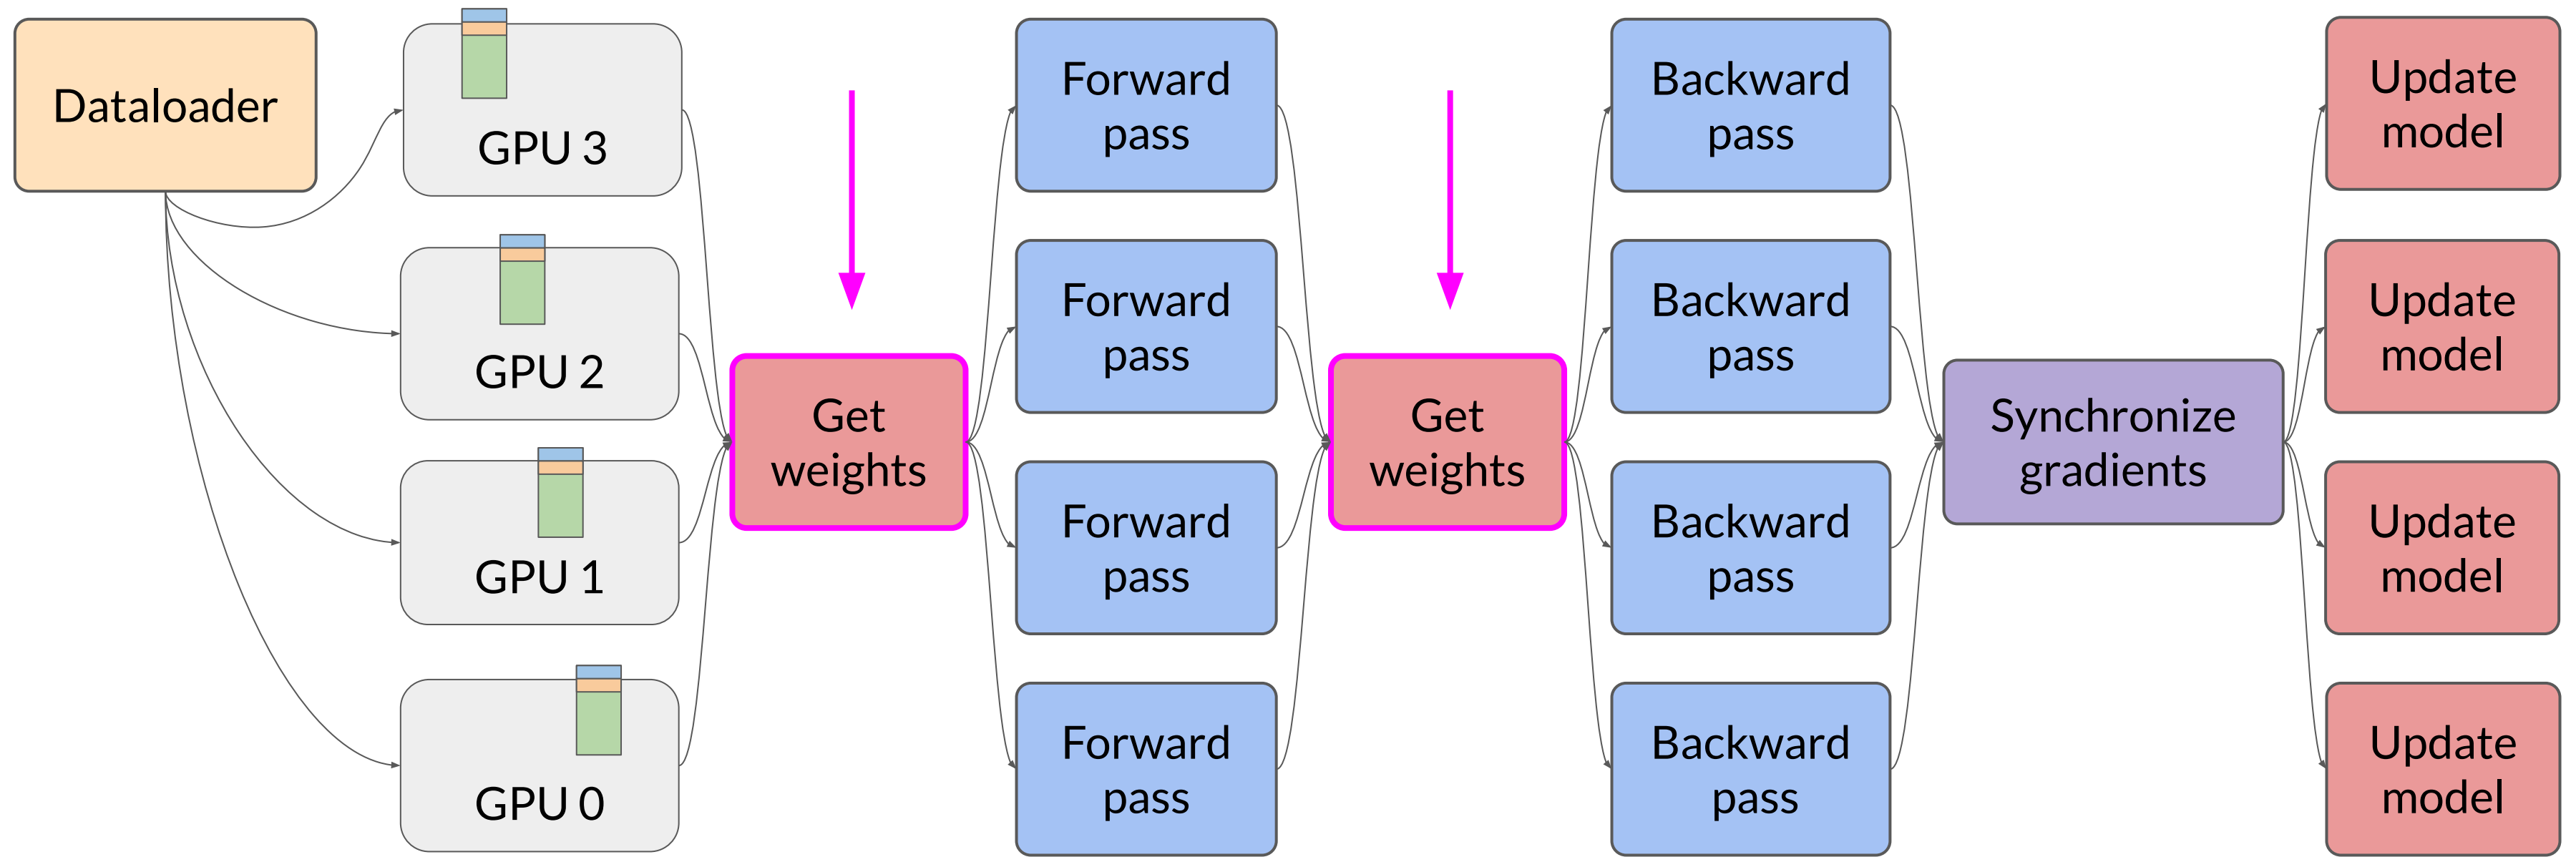 Dataloader
GPU 3
GPU 2
GPU 1
GPU 0
Get
weights
Forward
pass
Forward
pass
Forward
pass
Forward
pass
Get
weights
Backward
pass
Backward
pass
Backward
pass
Backward
pass
Synchronize
gradients
Update
model
Update
model
Update
model
Update
model